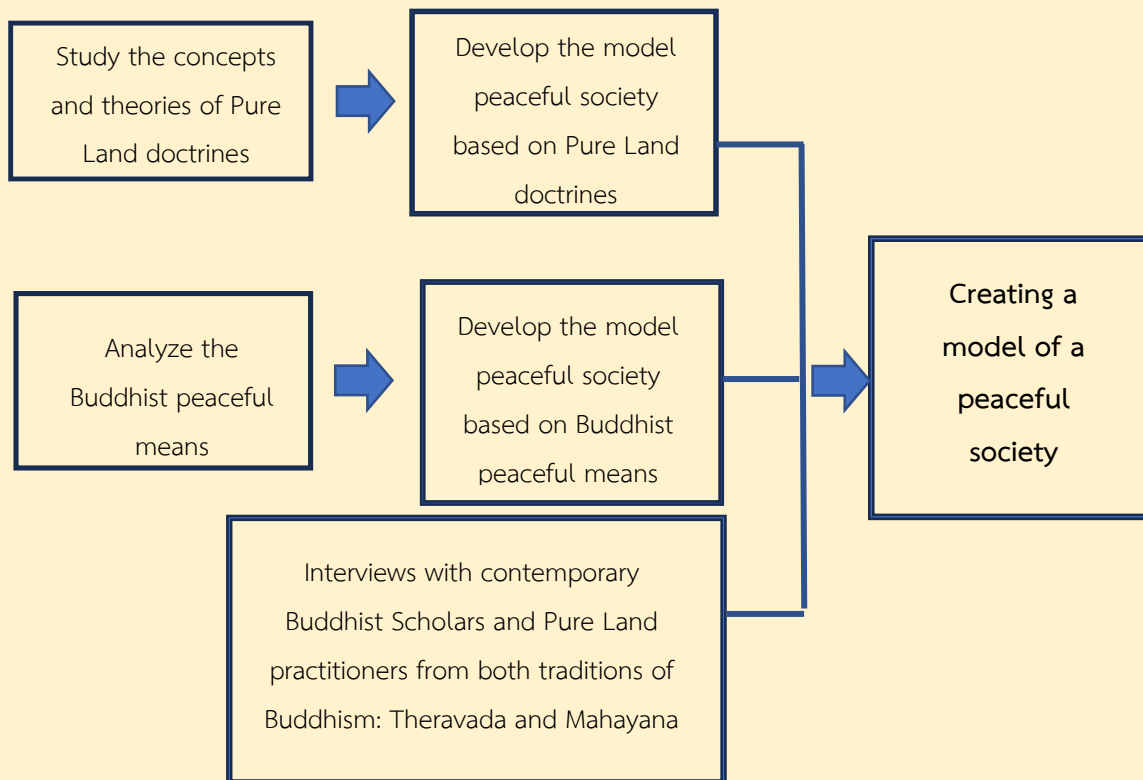 Study the concepts
and theories of Pure
Land doctrines
Develop the model
peaceful society
based on Pure Land
doctrines
Analyze the
Buddhist peaceful
means
Develop the model
peaceful society
based on Buddhist
peaceful means
Interviews with contemporary
Buddhist Scholars and Pure Land
practitioners from both traditions of
Buddhism: Theravada and Mahayana
Creating a
model of a
peaceful
society